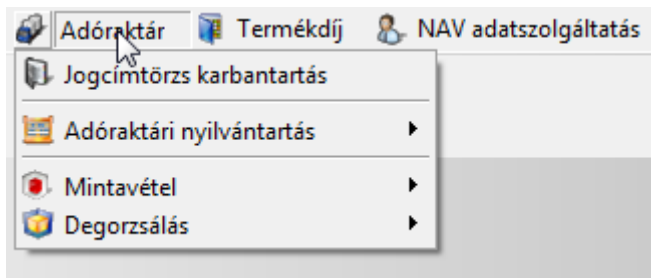 Adóraktár Termékdíj NAV adatszolgáltatás
Jogcímtörzs karbantartás
Adóraktári nyilvántartás
Mintavétel
Degorzsálás